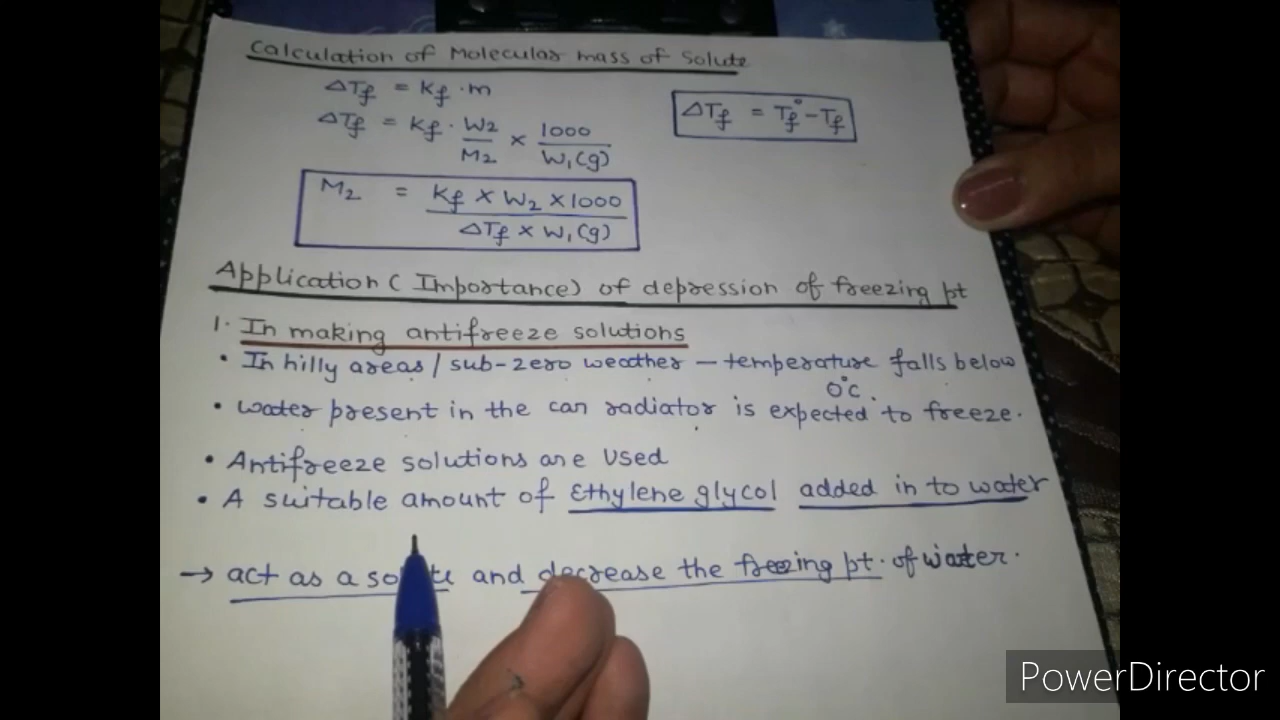 Calculation of Molecular mass of Solute
ΔTf = Kf · m
ΔTf = Kf · W2/M2 × 1000/W1(g)
ΔTf = T°f - Tf
M2 = Kf × W2 × 1000 / ΔTf × W1(g)
Application (Importance) of depression of freezing pt
1. In making antifreeze solutions
• In hilly areas / sub-zero weather — temperature falls below
0°c.
• water present in the can radiator is expected to freeze.
• Antifreeze solutions are used
• A suitable amount of Ethylene glycol added in to water
→ act as a and decrease the freezing pt. of water.
PowerDirector